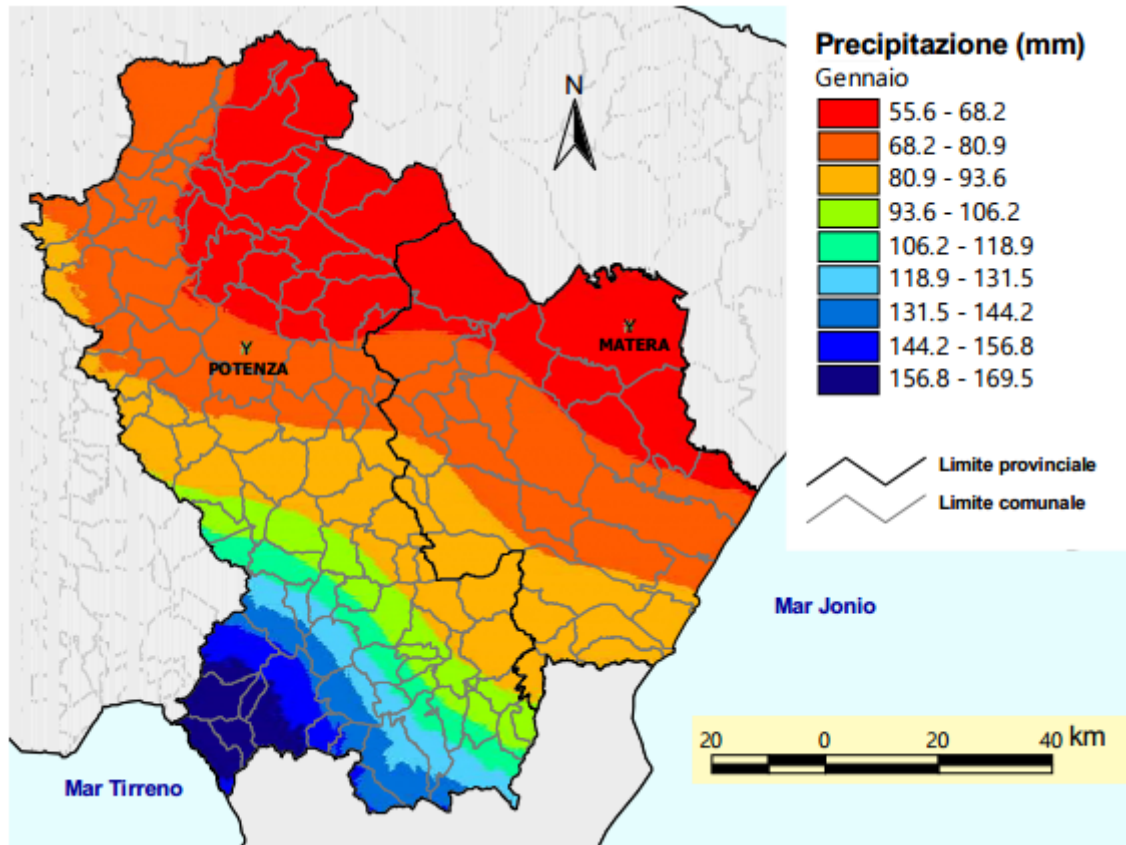 Precipitazione (mm)
Gennaio
55.6 - 68.2
68.2 - 80.9
80.9 - 93.6
93.6 - 106.2
106.2 - 118.9
118.9 - 131.5
131.5 - 144.2
144.2 - 156.8
156.8 - 169.5
Limite provinciale
Limite comunale
N
Y
MATERA
Y
POTENZA
Mar Jonio
20 0 20 40 km
Mar Tirreno